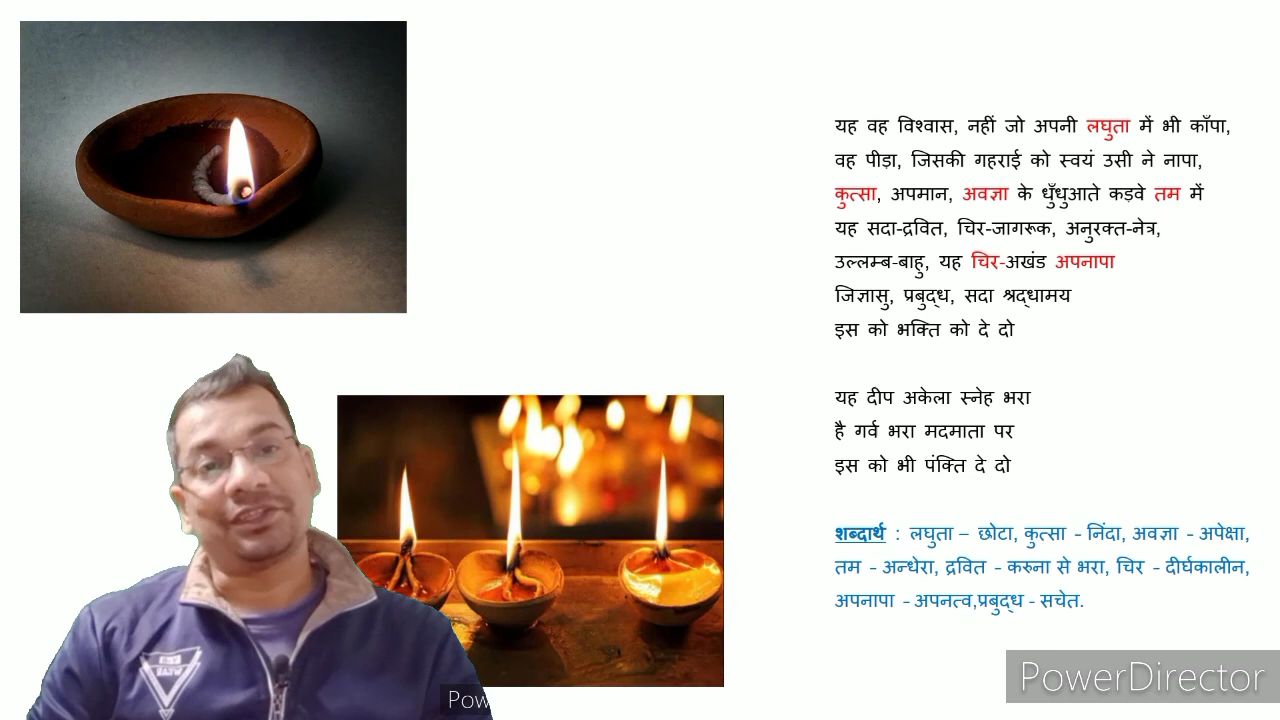 यह वह विश्वास, नहीं जो अपनी लघुता में भी काँपा,
वह पीड़ा, जिसकी गहराई को स्वयं उसी ने नापा,
कुत्सा, अपमान, अवज्ञा के धुँधुआते कड़वे तम में
यह सदा-द्रवित, चिर-जागरूक, अनुरक्त-नेत्र,
उल्लम्ब-बाहु, यह चिर-अखंड अपनापा
जिज्ञासु, प्रबुद्ध, सदा श्रद्धामय
इस को भक्ति को दे दो
यह दीप अकेला स्नेह भरा
है गर्व भरा मदमाता पर
इस को भी पंक्ति दे दो
शब्दार्थ : लघुता – छोटा, कुत्सा - निंदा, अवज्ञा - अपेक्षा,
तम - अन्धेरा, द्रवित - करुना से भरा, चिर - दीर्घकालीन,
अपनापा - अपनत्व,प्रबुद्ध - सचेत.
PowerDirector
Pow